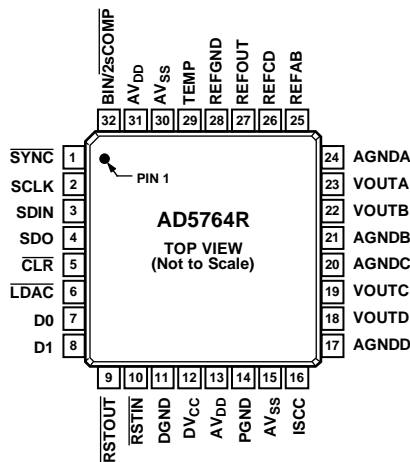 BIN/2sCOMP
AVDD
AVSS
TEMP
REFGND
REFOUT
REFCD
REFAB
32 31 30 29 28 27 26 25
SYNC 1
SCLK 2
SDIN 3
SDO 4
CLR 5
LDAC 6
D0 7
D1 8
PIN 1
AD5764R
TOP VIEW
(Not to Scale)
24 AGNDA
23 VOUTA
22 VOUTB
21 AGNDB
20 AGNDC
19 VOUTC
18 VOUTD
17 AGNDD
9 10 11 12 13 14 15 16
RSTOUT
RSTIN
DGND
DVCC
AVDD
PGND
AVSS
ISCC